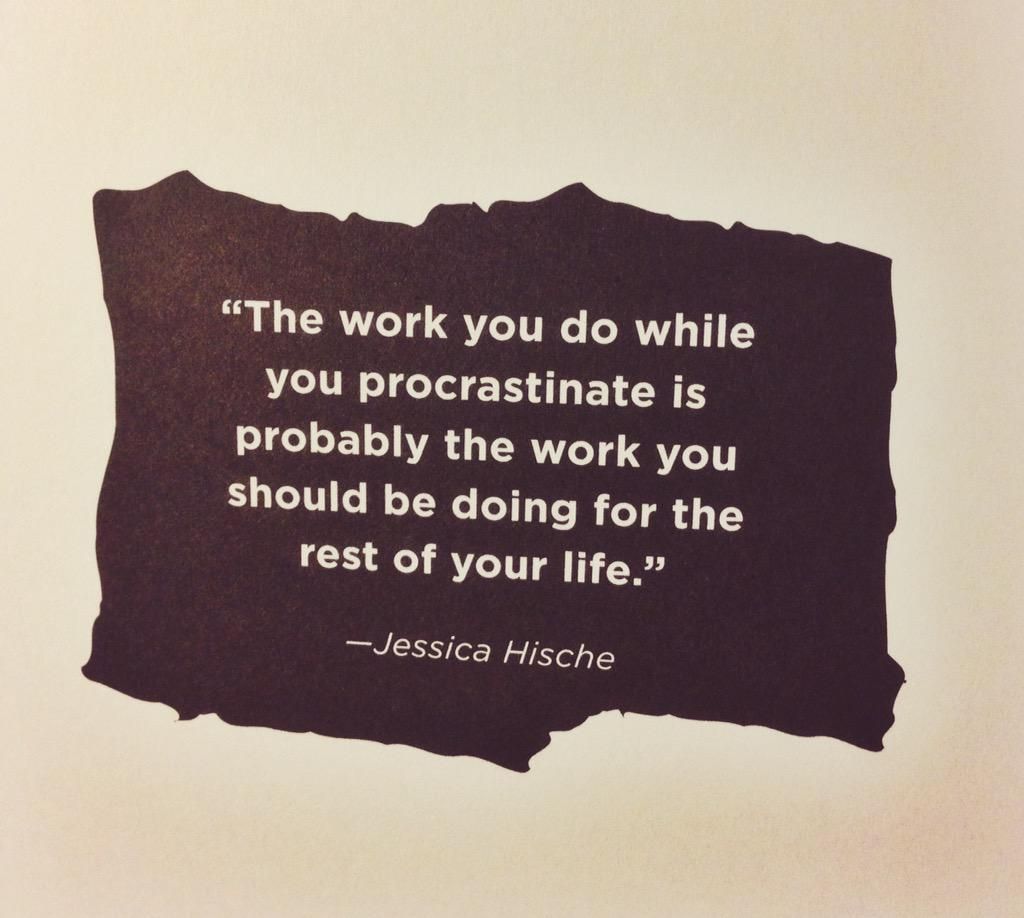 “The work you do while
you procrastinate is
probably the work you
should be doing for the
rest of your life.”
—Jessica Hische